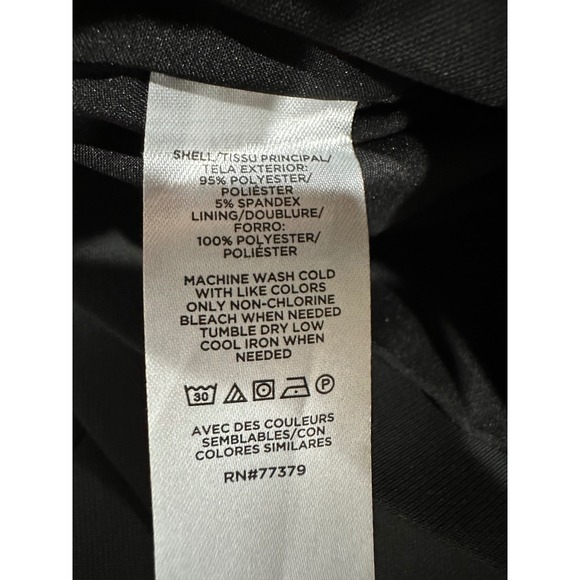 SHELL/TISSU PRINCIPAL/
TELA EXTERIOR:
95% POLYESTER/
POLIÉSTER
5% SPANDEX
LINING/DOUBLURE/
FORRO:
100% POLYESTER/
POLIÉSTER
MACHINE WASH COLD
WITH LIKE COLORS
ONLY NON-CHLORINE
BLEACH WHEN NEEDED
TUMBLE DRY LOW
COOL IRON WHEN
NEEDED
30 P
AVEC DES COULEURS
SEMBLABLES/CON
COLORES SIMILARES
RN#77379